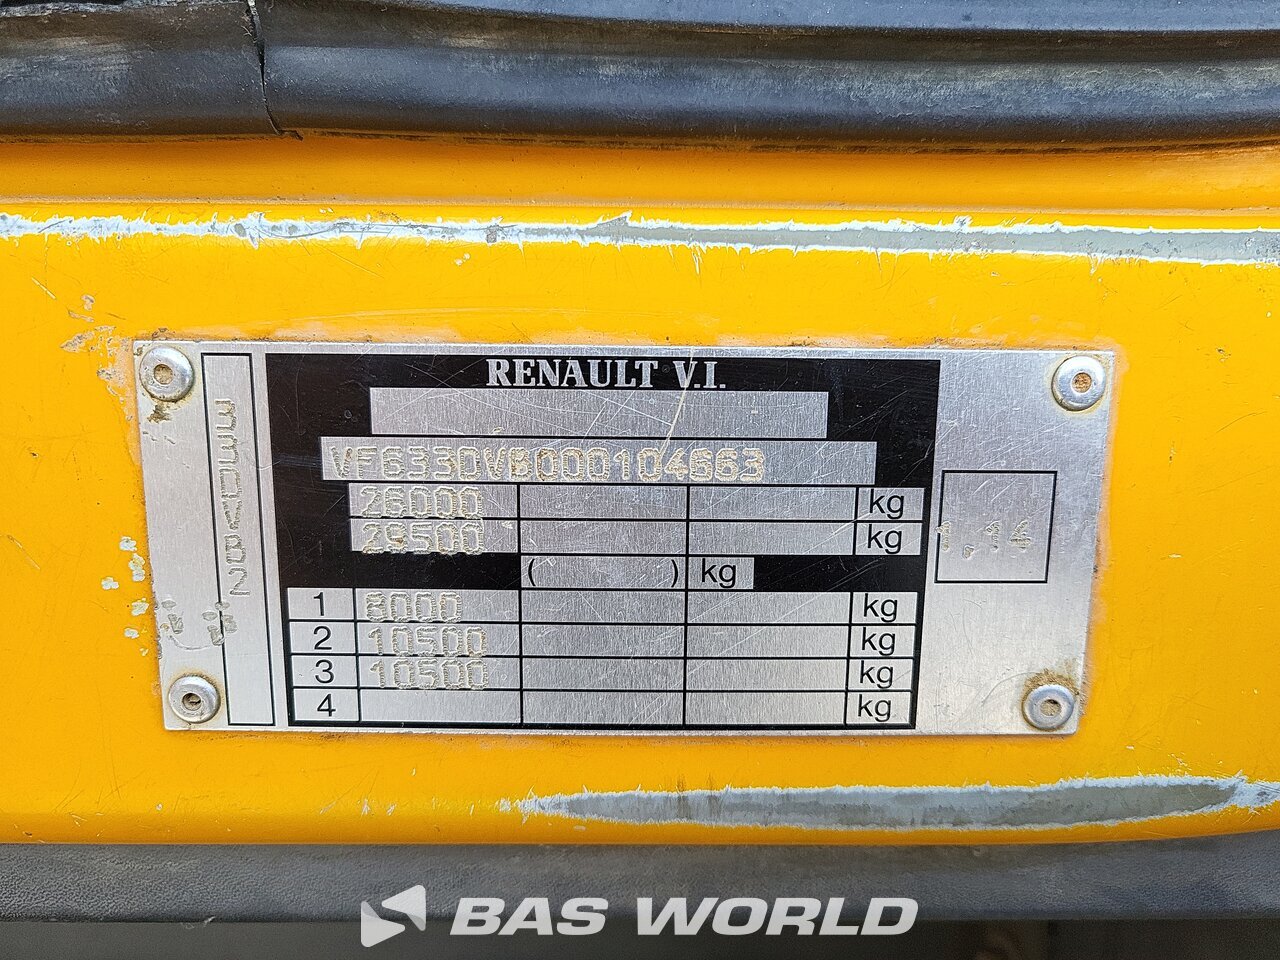 RENAULT V.I.
VF6330VB000104663
26000 kg
29500 kg
( ) kg
1 8000 kg
2 10500 kg
3 10500 kg
4 kg
BAS WORLD